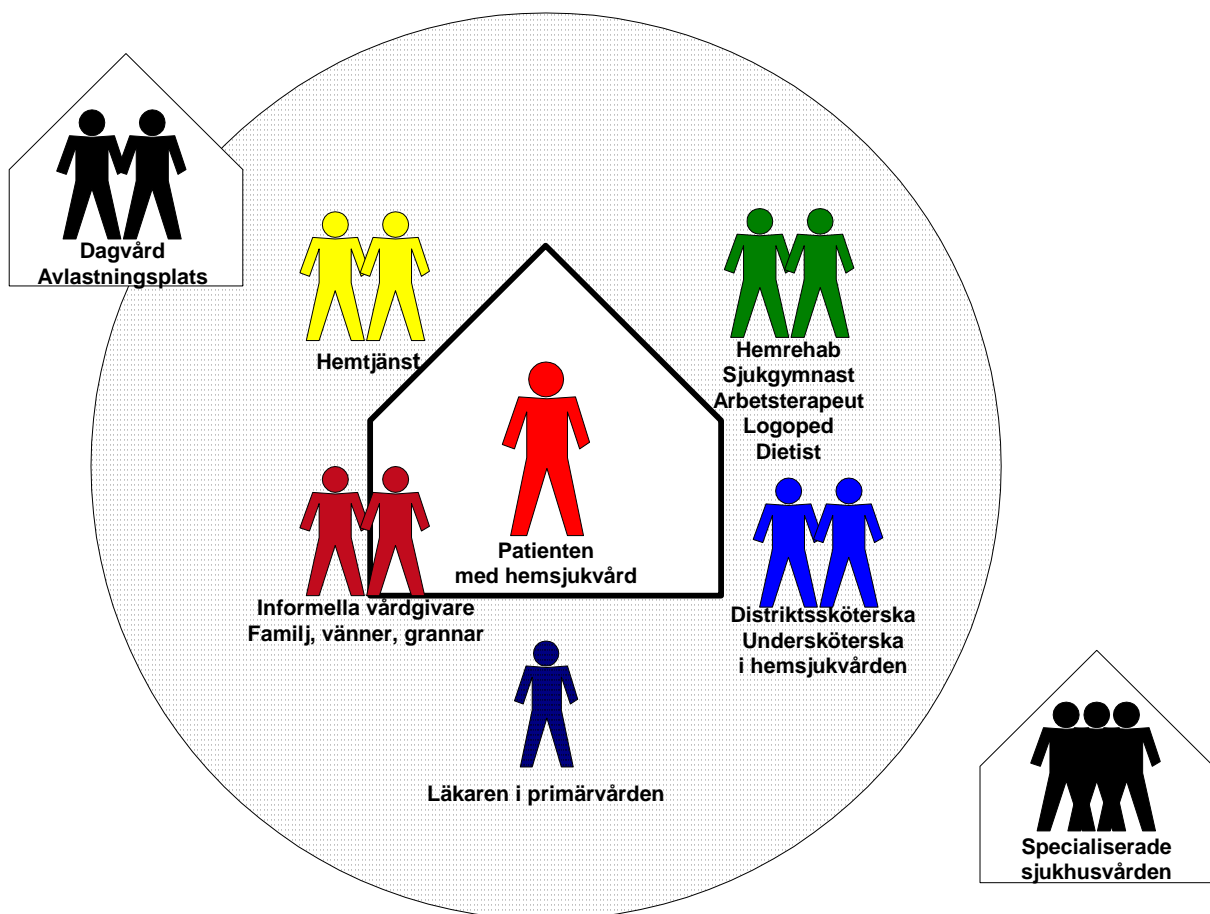 Dagvård
Avlastningsplats
Hemtjänst
Hemrehab
Sjukgymnast
Arbetsterapeut
Logoped
Dietist
Patienten
med hemsjukvård
Informella vårdgivare
Familj, vänner, grannar
Distriktssköterska
Undersköterska
i hemsjukvården
Läkaren i primärvården
Specialiserade
sjukhusvården